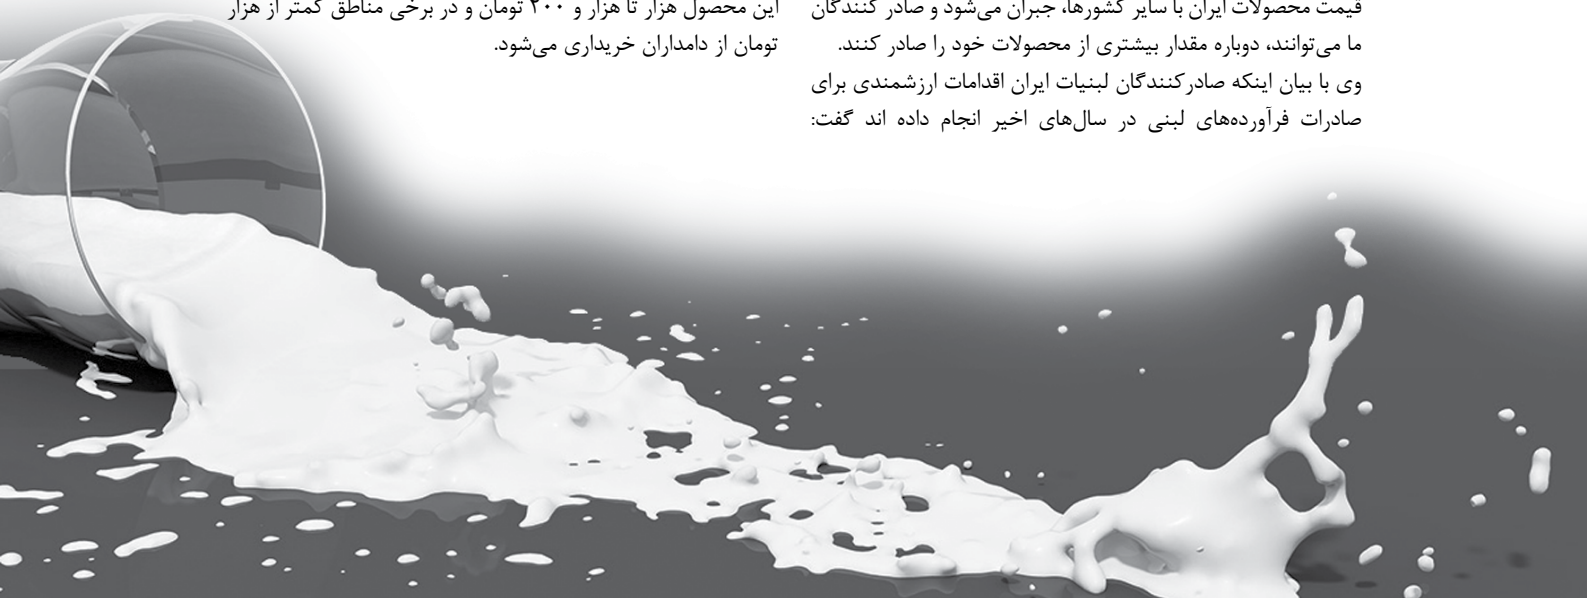 قیمت محصولات ایران با سایر کشورها، جبران می‌شود و صادر کنندگان
ما می‌توانند، دوباره مقدار بیشتری از محصولات خود را صادر کنند.
وی با بیان اینکه صادرکنندگان لبنیات ایران اقدامات ارزشمندی برای
صادرات فرآورده‌های لبنی در سال‌های اخیر انجام داده اند گفت:
این محصول هزار تا هزار و ۲۰۰ تومان و در برخی مناطق کمتر از هزار
تومان از دامداران خریداری می‌شود.